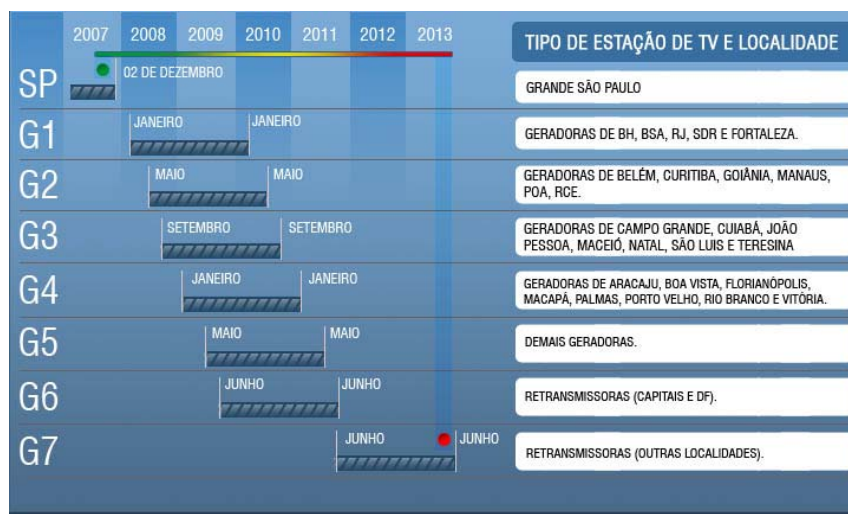 2007 2008 2009 2010 2011 2012 2013
TIPO DE ESTAÇÃO DE TV E LOCALIDADE
SP
02 DE DEZEMBRO
GRANDE SÃO PAULO
G1
JANEIRO JANEIRO
GERADORAS DE BH, BSA, RJ, SDR E FORTALEZA.
G2
MAIO MAIO
GERADORAS DE BELÉM, CURITIBA, GOIÂNIA, MANAUS,
POA, RCE.
G3
SETEMBRO SETEMBRO
GERADORAS DE CAMPO GRANDE, CUIABÁ, JOÃO
PESSOA, MACEIÓ, NATAL, SÃO LUIS E TERESINA
G4
JANEIRO JANEIRO
GERADORAS DE ARACAJU, BOA VISTA, FLORIANÓPOLIS,
MACAPÁ, PALMAS, PORTO VELHO, RIO BRANCO E VITÓRIA.
G5
MAIO MAIO
DEMAIS GERADORAS.
G6
JUNHO JUNHO
RETRANSMISSORAS (CAPITAIS E DF).
G7
JUNHO JUNHO
RETRANSMISSORAS (OUTRAS LOCALIDADES).